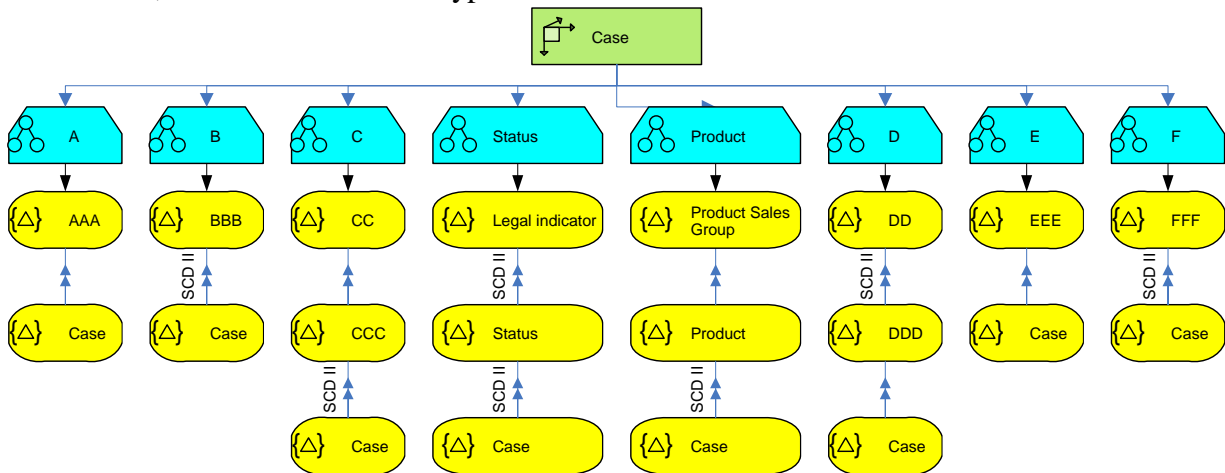 Case
A
B
C
Status
Product
D
E
F
AAA
BBB
CC
Legal indicator
Product Sales
Group
DD
EEE
FFF
SCD II
SCD II
SCD II
SCD II
Case
Case
CCC
Status
Product
DDD
Case
Case
SCD II
SCD II
SCD II
Case
Case
Case
Case